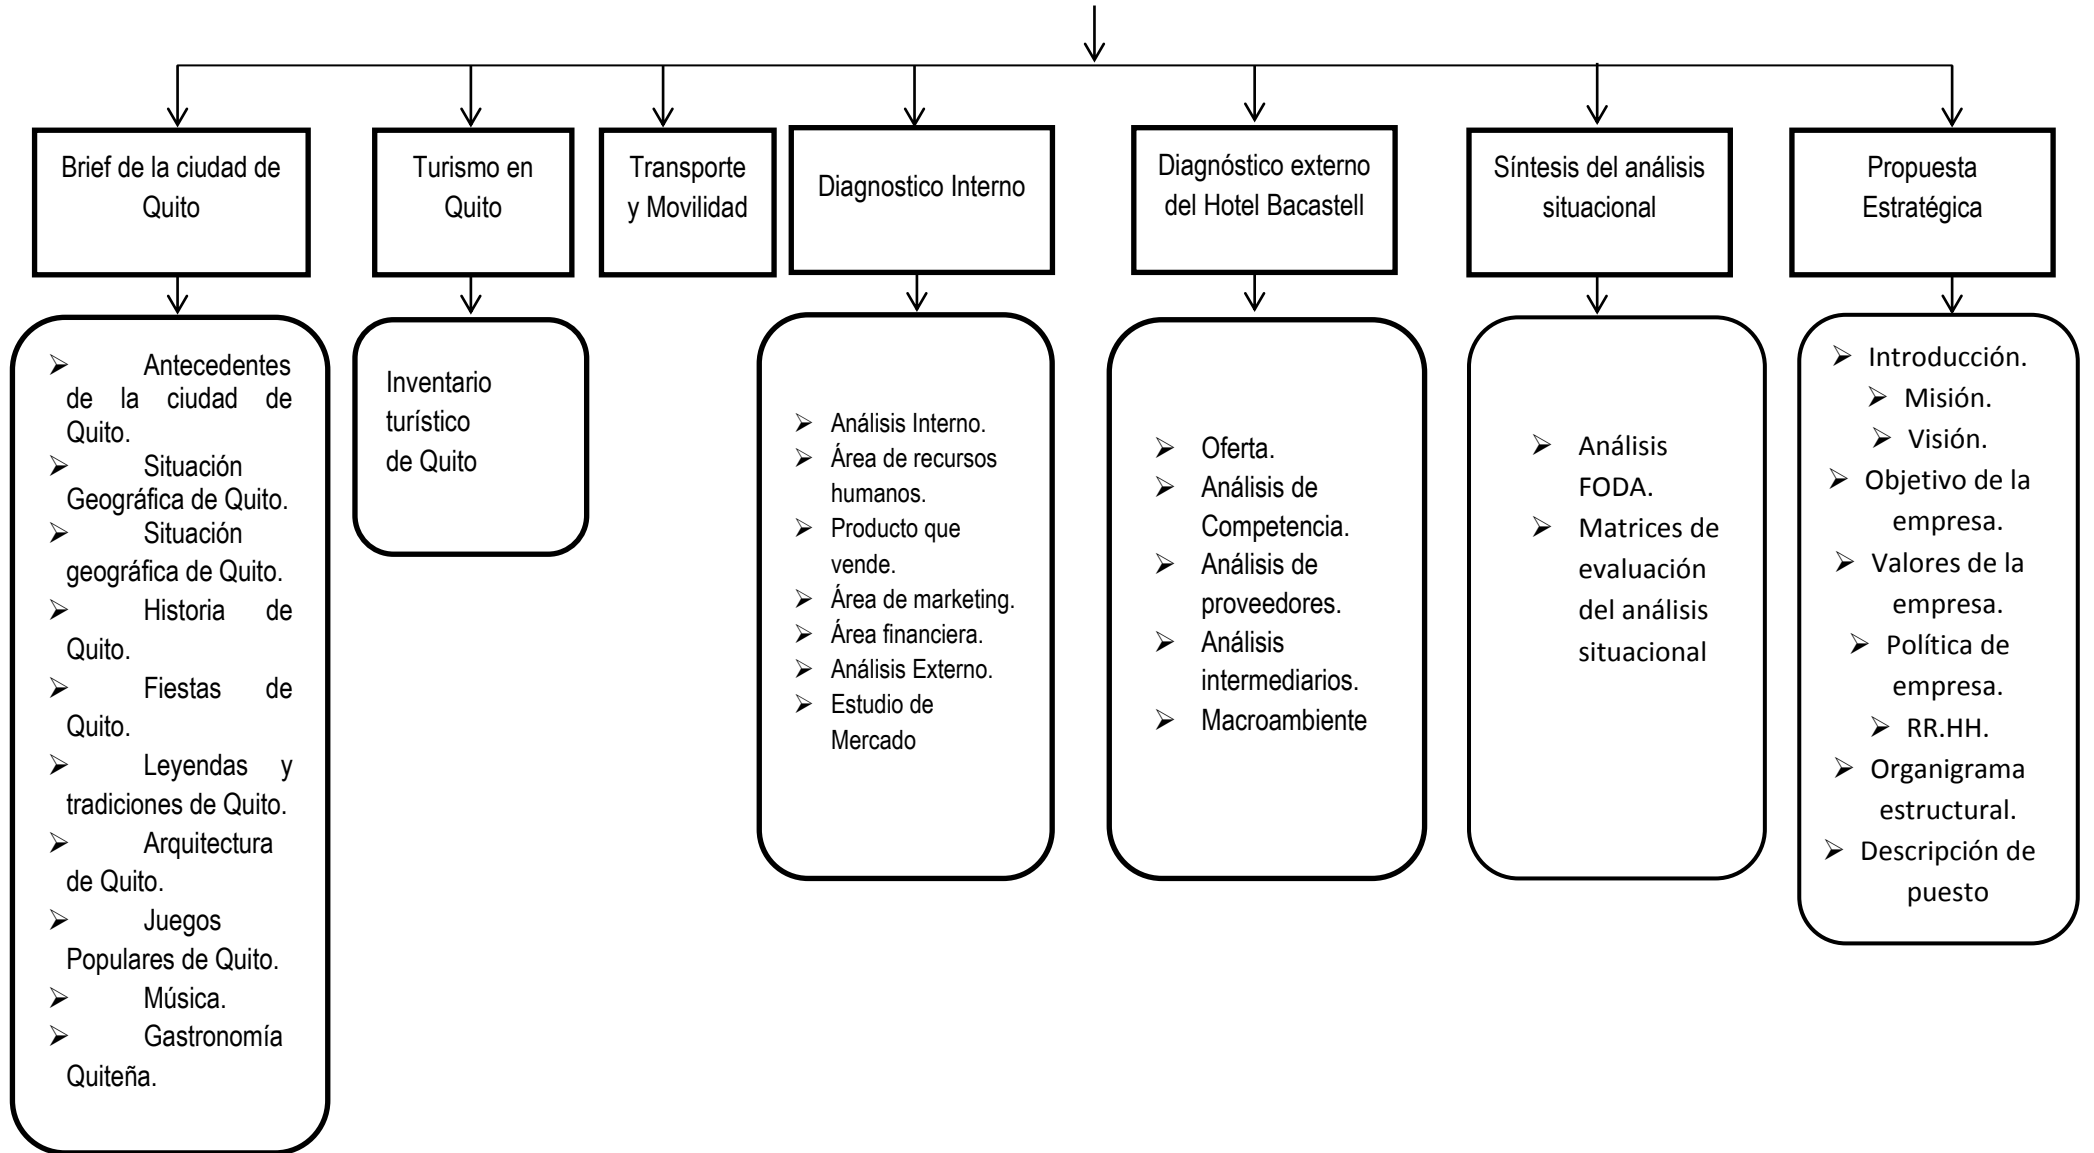 Brief de la ciudad de
Quito
Turismo en
Quito
Transporte
y Movilidad
Diagnostico Interno
Diagnóstico externo
del Hotel Bacastell
Síntesis del análisis
situacional
Propuesta
Estratégica
➢ Antecedentes
de la ciudad de
Quito.
➢ Situación
Geográfica de Quito.
➢ Situación
geográfica de Quito.
➢ Historia de
Quito.
➢ Fiestas de
Quito.
➢ Leyendas y
tradiciones de Quito.
➢ Arquitectura
de Quito.
➢ Juegos
Populares de Quito.
➢ Música.
➢ Gastronomía
Quiteña.
Inventario
turístico
de Quito
➢ Análisis Interno.
➢ Área de recursos
humanos.
➢ Producto que
vende.
➢ Área de marketing.
➢ Área financiera.
➢ Análisis Externo.
➢ Estudio de
Mercado
➢ Oferta.
➢ Análisis de
Competencia.
➢ Análisis de
proveedores.
➢ Análisis
intermediarios.
➢ Macroambiente
➢ Análisis
FODA.
➢ Matrices de
evaluación
del análisis
situacional
➢ Introducción.
➢ Misión.
➢ Visión.
➢ Objetivo de la
empresa.
➢ Valores de la
empresa.
➢ Política de
empresa.
➢ RR.HH.
➢ Organigrama
estructural.
➢ Descripción de
puesto